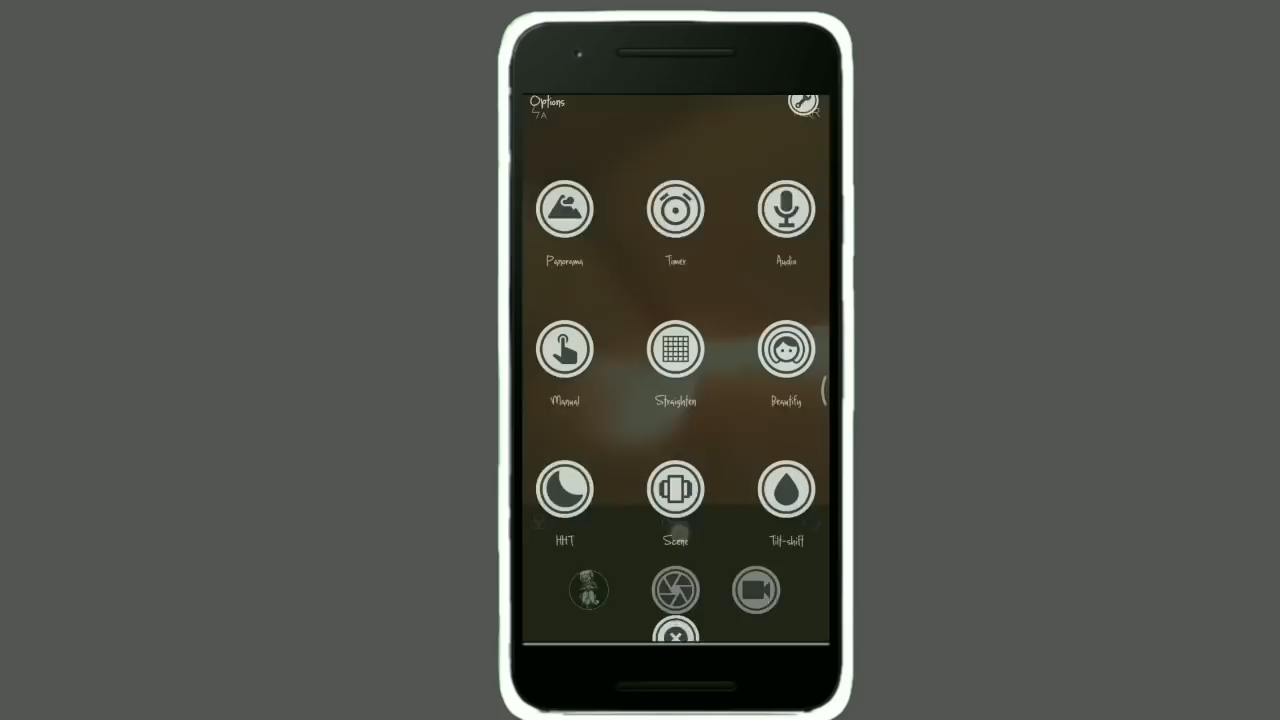 Options
A
Panorama
Timer
Audio
Manual
Straighten
Beautify
HHT
Scene
Tilt-shift